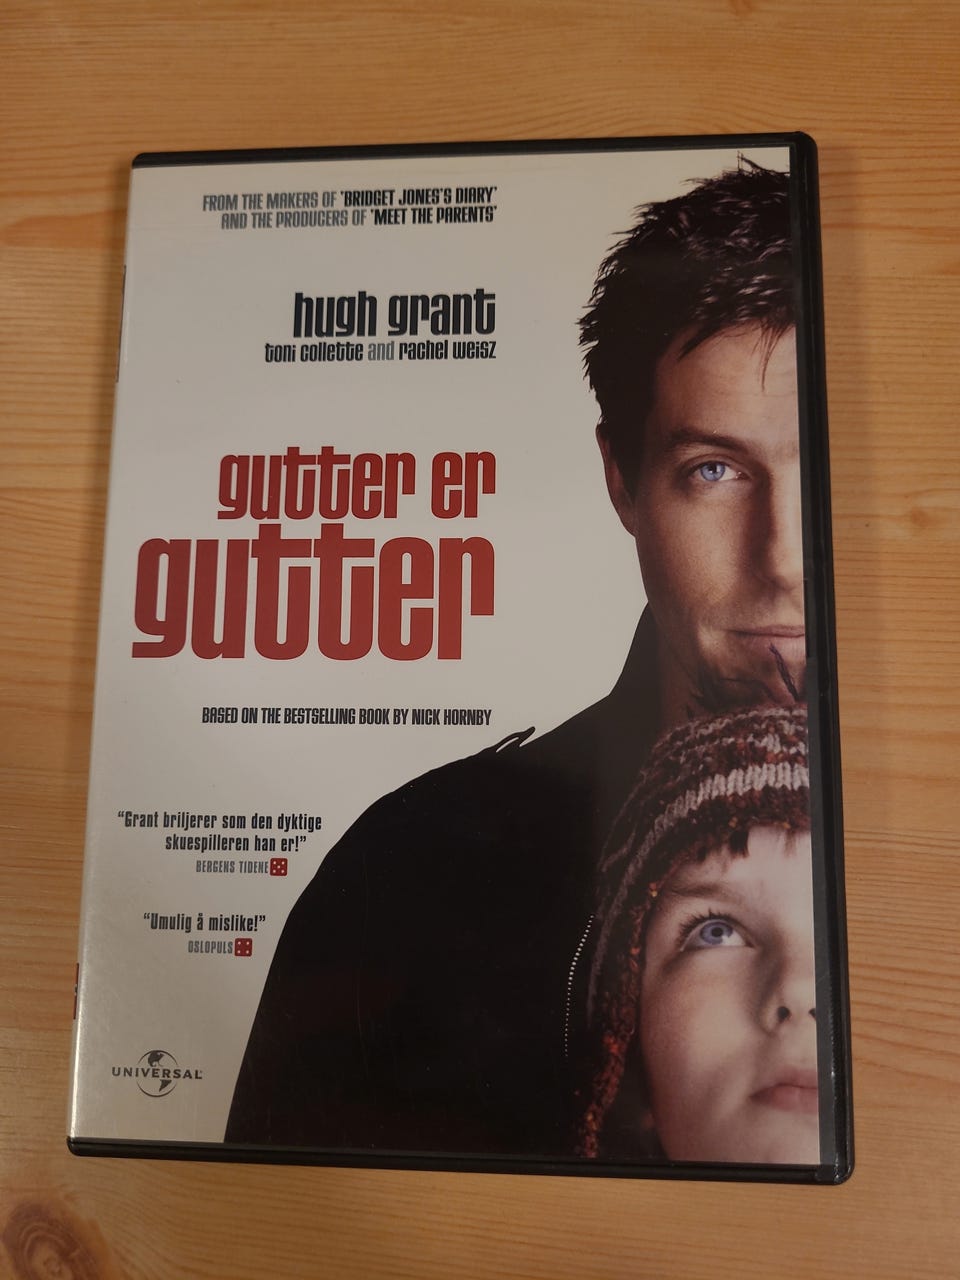 FROM THE MAKERS OF 'BRIDGET JONES'S DIARY'
AND THE PRODUCERS OF 'MEET THE PARENTS'
hugh grant
toni collette and rachel weisz
gutter er
gutter
BASED ON THE BESTSELLING BOOK BY NICK HORNBY
"Grant briljerer som den dyktige
skuespilleren han er!"
BERGENS TIDENE
"Umulig å mislike!"
OSLOPULS
UNIVERSAL